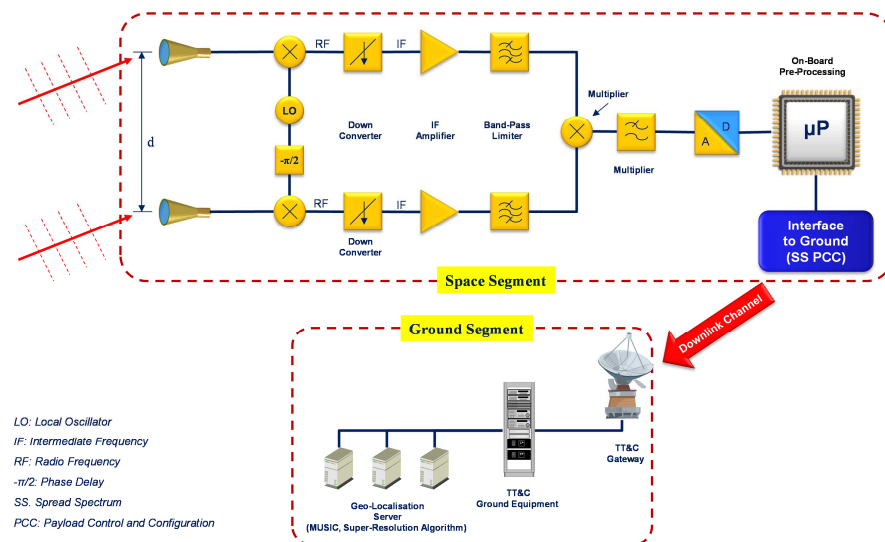 On-Board
Pre-Processing
RF
IF
Multiplier
LO
Down
Converter
IF
Amplifier
Band-Pass
Limiter
d
-π/2
Multiplier
A
D
μP
RF
IF
Down
Converter
Interface
to Ground
(SS PCC)
Space Segment
Downlink Channel
Ground Segment
TT&C
Gateway
TT&C
Ground Equipment
Geo-Localisation
Server
(MUSIC, Super-Resolution Algorithm)
LO: Local Oscillator
IF: Intermediate Frequency
RF: Radio Frequency
-π/2: Phase Delay
SS. Spread Spectrum
PCC: Payload Control and Configuration